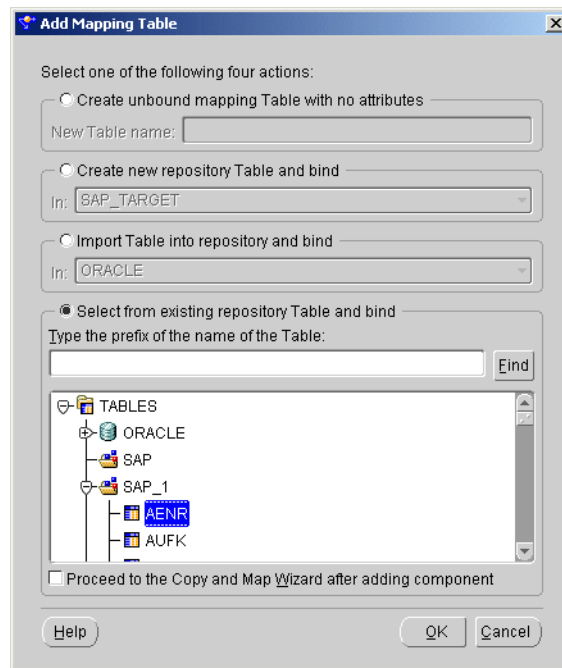 Add Mapping Table
Select one of the following four actions:
Create unbound mapping Table with no attributes
New Table name:
Create new repository Table and bind
In: SAP_TARGET
Import Table into repository and bind
In: ORACLE
Select from existing repository Table and bind
Type the prefix of the name of the Table:
Find
TABLES
ORACLE
SAP
SAP_1
AENR
AUFK
Proceed to the Copy and Map Wizard after adding component
Help OK Cancel